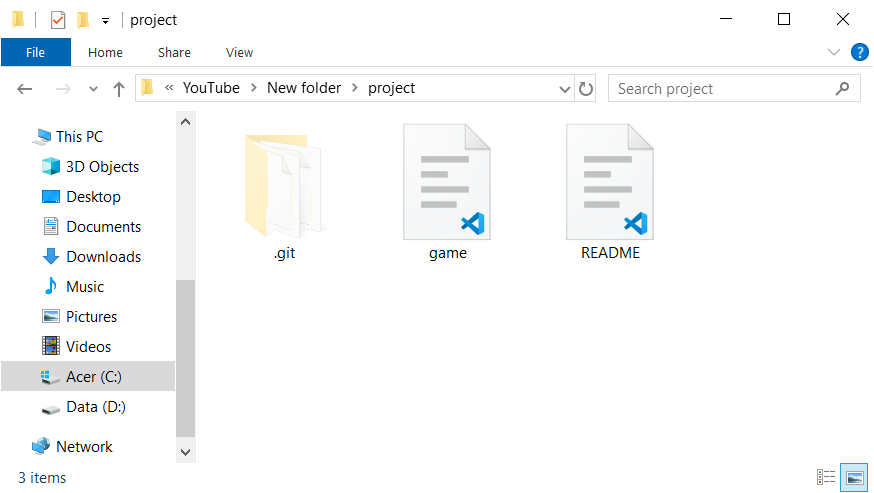 project
File Home Share View
« YouTube > New folder > project
Search project
This PC
3D Objects
Desktop
Documents
Downloads
Music
Pictures
Videos
Acer (C:)
Data (D:)
Network
.git
game
README
3 items